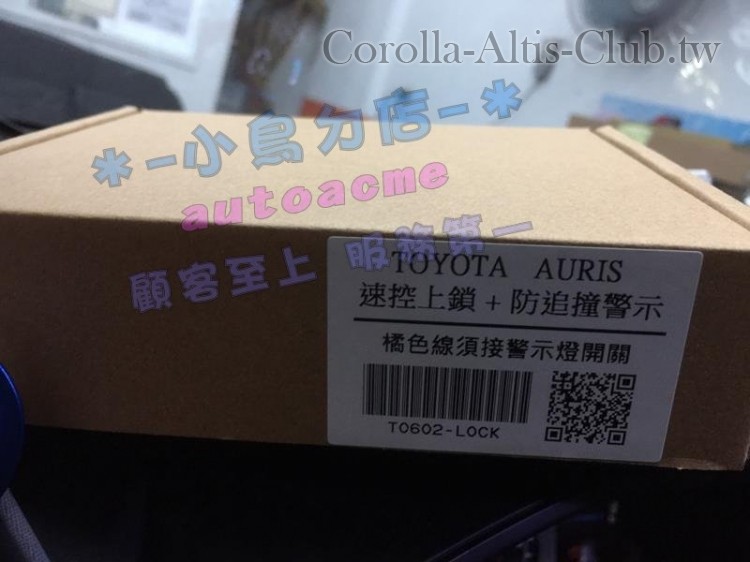 Corolla-Altis-Club.tw
*-小鳥分店-*
autoacme
顧客至上 服務第一
TOYOTA AURIS
速控上鎖 + 防追撞警示
橘色線須接警示燈開關
T0602-LOCK